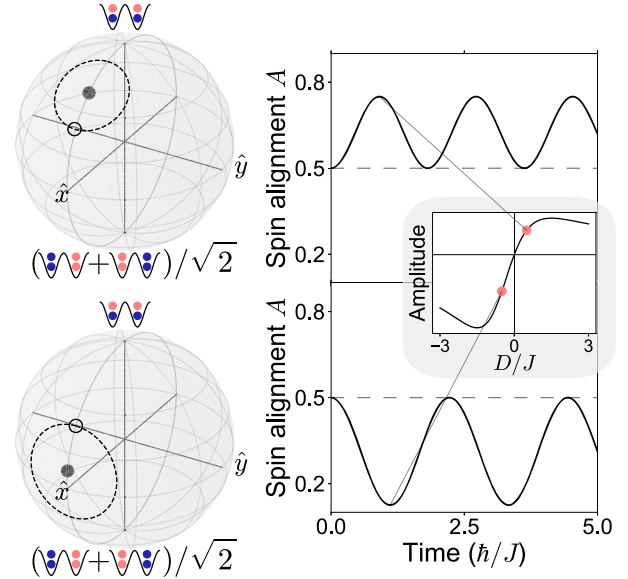 x̂
ŷ
( + )/√2
x̂
ŷ
( + )/√2
Spin alignment A
0.8
0.5
0.2
Amplitude
−3
0
3
D/J
Spin alignment A
0.8
0.5
0.2
0.0
2.5
5.0
Time (ħ/J)